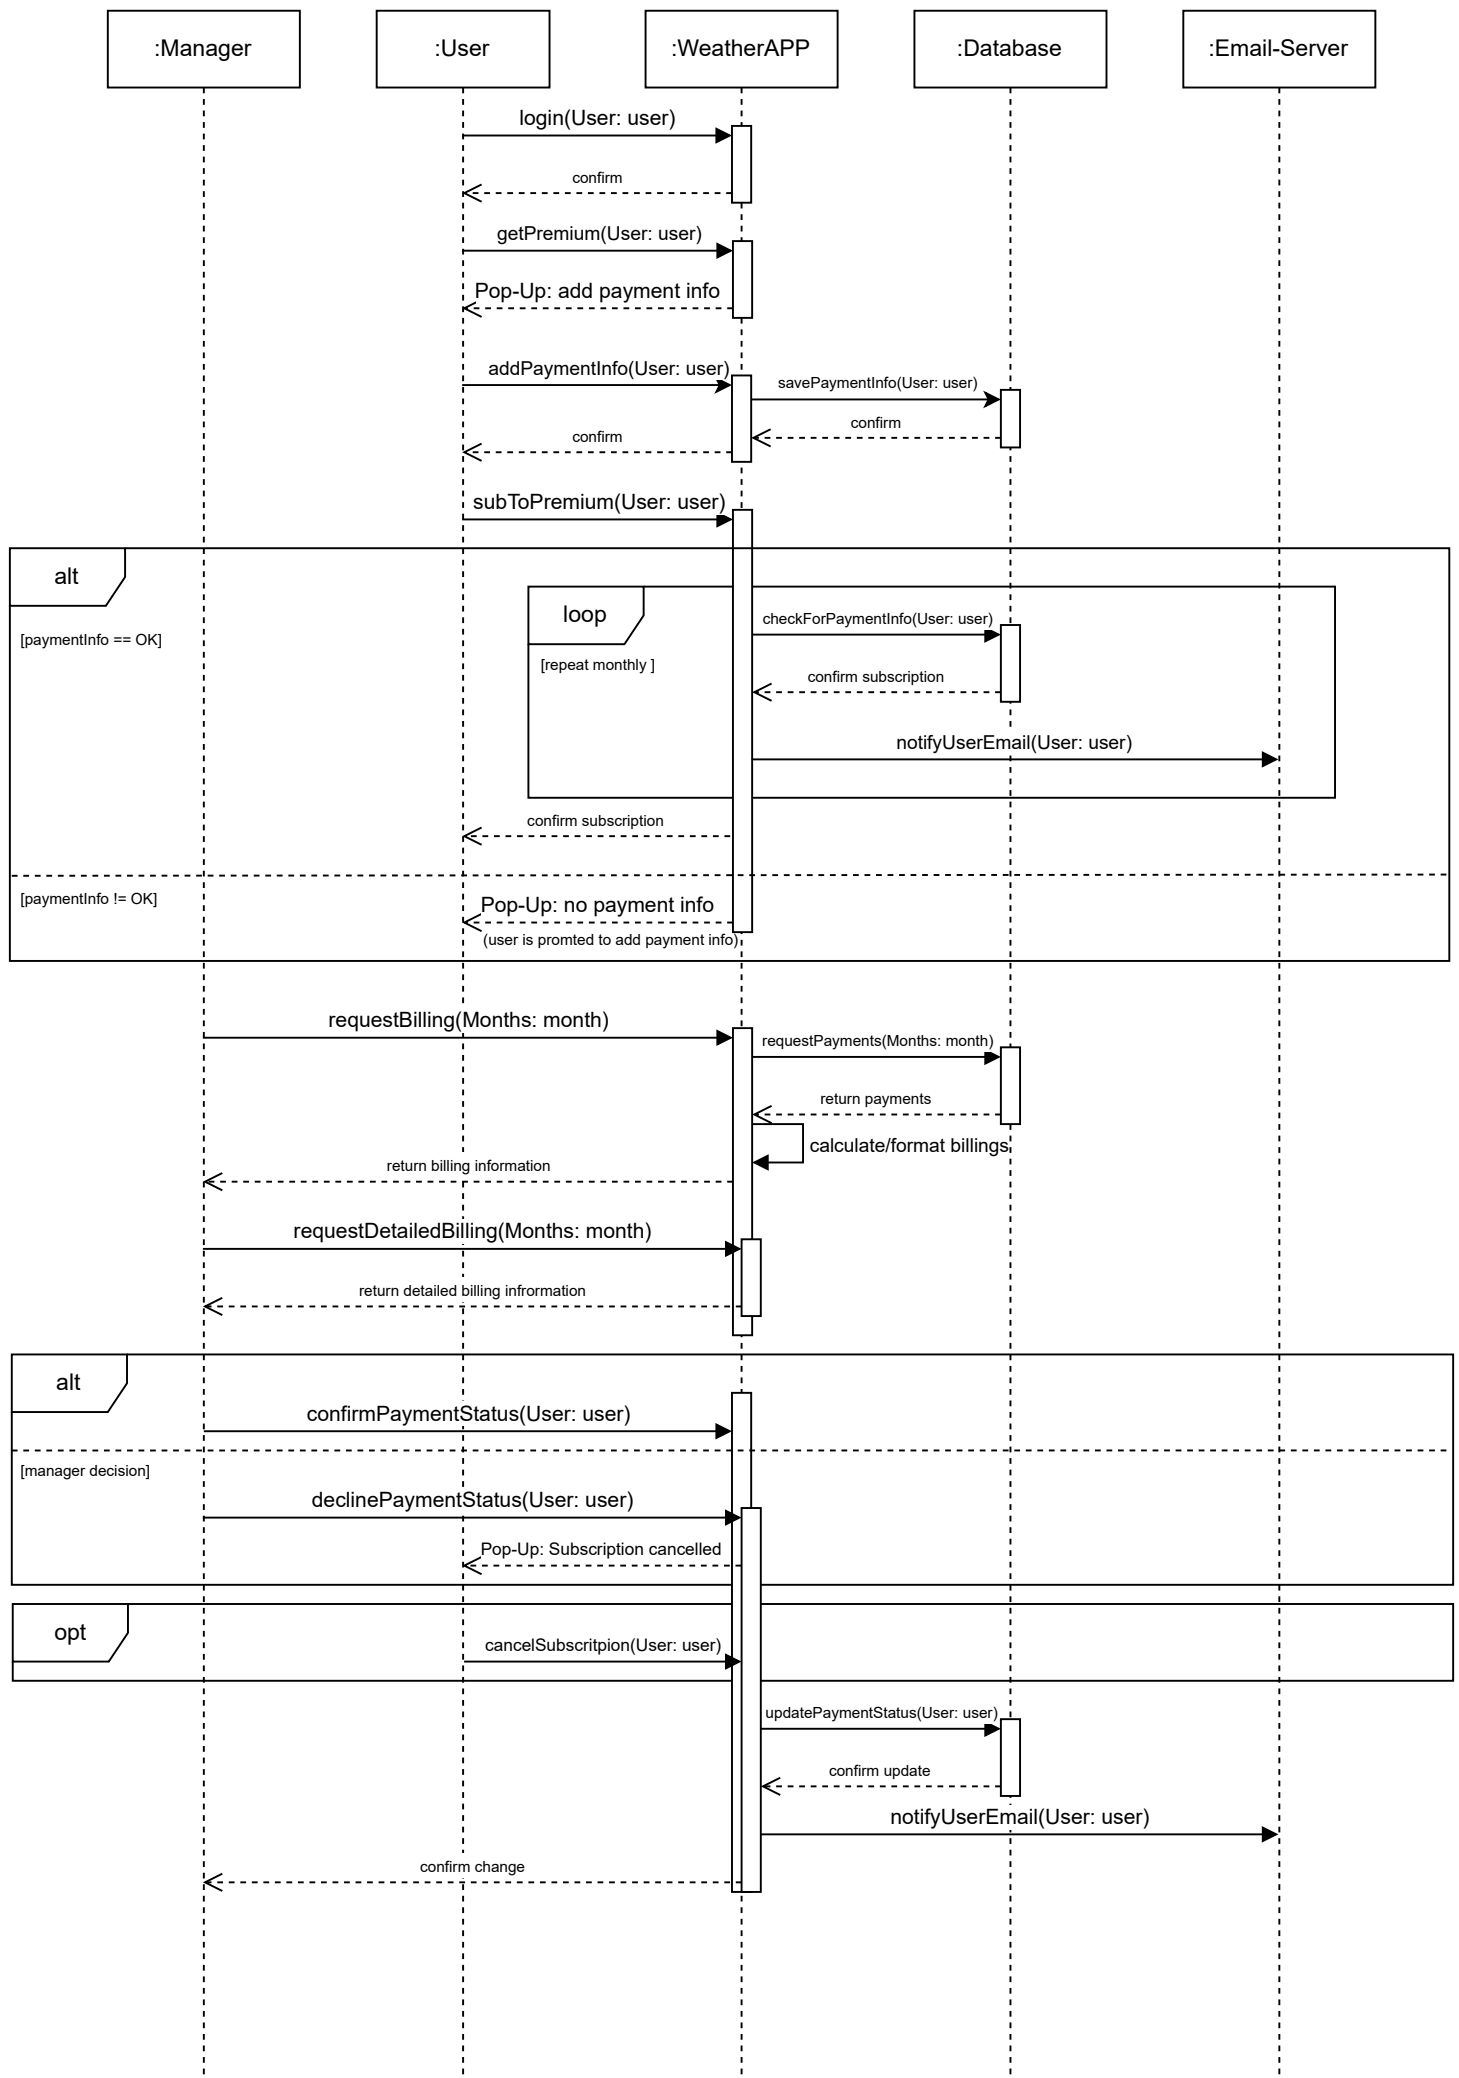 :Manager
:User
:WeatherAPP
:Database
:Email-Server
login(User: user)
confirm
getPremium(User: user)
Pop-Up: add payment info
addPaymentInfo(User: user)
savePaymentInfo(User: user)
confirm
confirm
subToPremium(User: user)
alt
loop
checkForPaymentInfo(User: user)
[paymentInfo == OK]
[repeat monthly ]
confirm subscription
notifyUserEmail(User: user)
confirm subscription
[paymentInfo != OK]
Pop-Up: no payment info
(user is promted to add payment info)
requestBilling(Months: month)
requestPayments(Months: month)
return payments
calculate/format billings
return billing information
requestDetailedBilling(Months: month)
return detailed billing infrormation
alt
confirmPaymentStatus(User: user)
[manager decision]
declinePaymentStatus(User: user)
Pop-Up: Subscription cancelled
opt
cancelSubscritpion(User: user)
updatePaymentStatus(User: user)
confirm update
notifyUserEmail(User: user)
confirm change